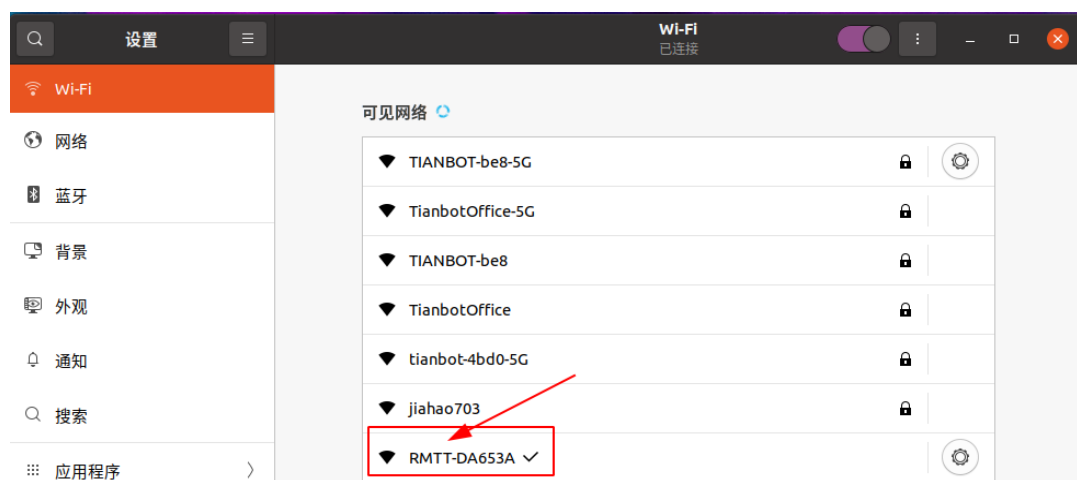 设置
Wi-Fi
已连接
Wi-Fi
网络
蓝牙
背景
外观
通知
搜索
应用程序
可见网络
TIANBOT-be8-5G
TianbotOffice-5G
TIANBOT-be8
TianbotOffice
tianbot-4bd0-5G
jiahao703
RMTT-DA653A